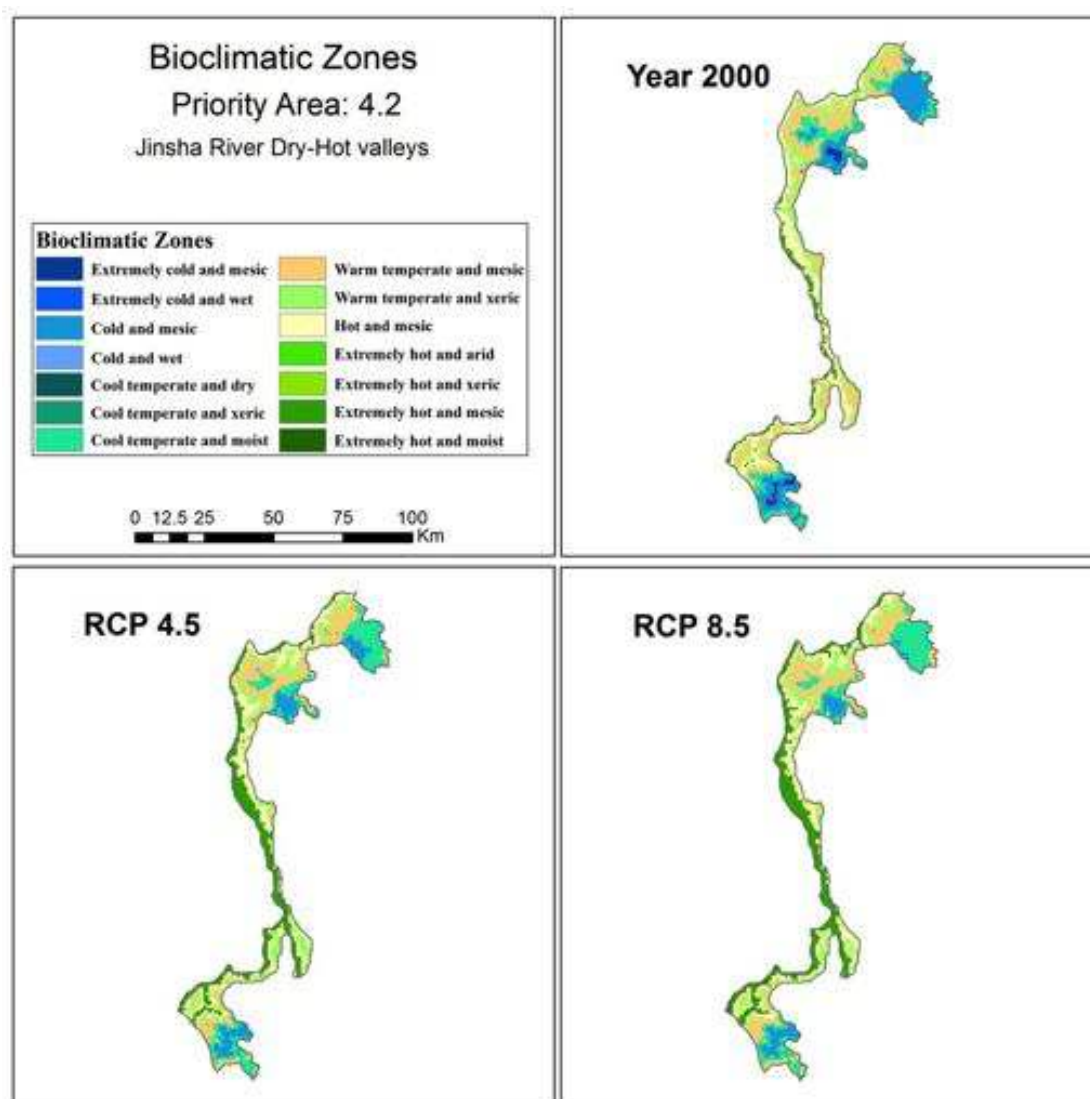 Bioclimatic Zones
Priority Area: 4.2
Jinsha River Dry-Hot valleys
Bioclimatic Zones
Extremely cold and mesic
Extremely cold and wet
Cold and mesic
Cold and wet
Cool temperate and dry
Cool temperate and xeric
Cool temperate and moist
Warm temperate and mesic
Warm temperate and xeric
Hot and mesic
Extremely hot and arid
Extremely hot and xeric
Extremely hot and mesic
Extremely hot and moist
0 12.5 25 50 75 100
Km
Year 2000
RCP 4.5
RCP 8.5